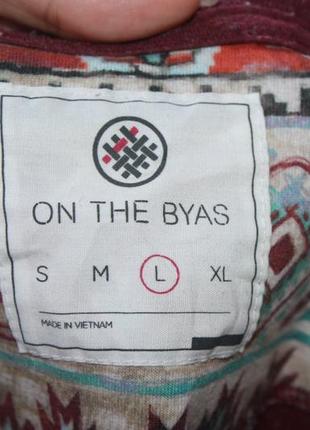 ON THE BYAS
S M L XL
MADE IN VIETNAM